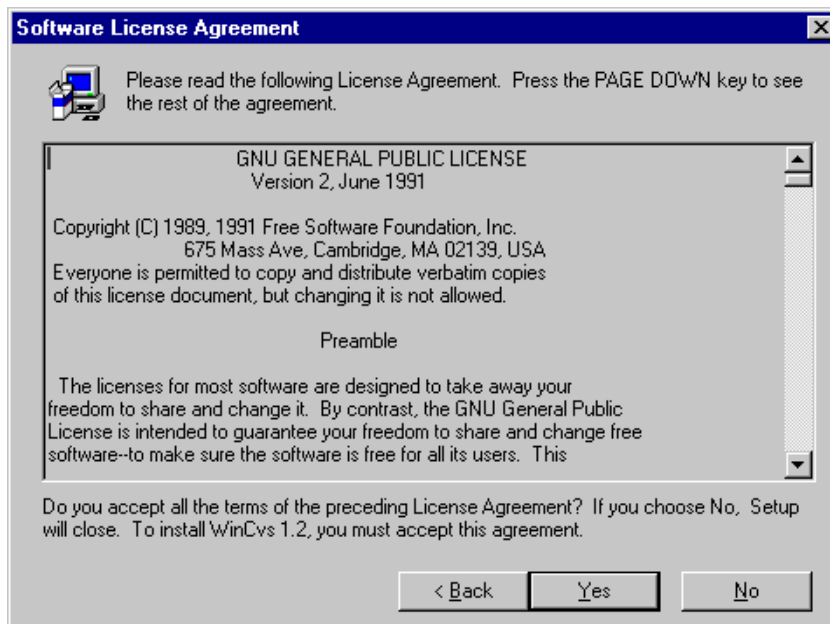 Software License Agreement
Please read the following License Agreement. Press the PAGE DOWN key to see
the rest of the agreement.
GNU GENERAL PUBLIC LICENSE
Version 2, June 1991
Copyright (C) 1989, 1991 Free Software Foundation, Inc.
675 Mass Ave, Cambridge, MA 02139, USA
Everyone is permitted to copy and distribute verbatim copies
of this license document, but changing it is not allowed.
Preamble
The licenses for most software are designed to take away your
freedom to share and change it. By contrast, the GNU General Public
License is intended to guarantee your freedom to share and change free
software--to make sure the software is free for all its users. This
Do you accept all the terms of the preceding License Agreement? If you choose No, Setup
will close. To install WinCvs 1.2, you must accept this agreement.
< Back Yes No